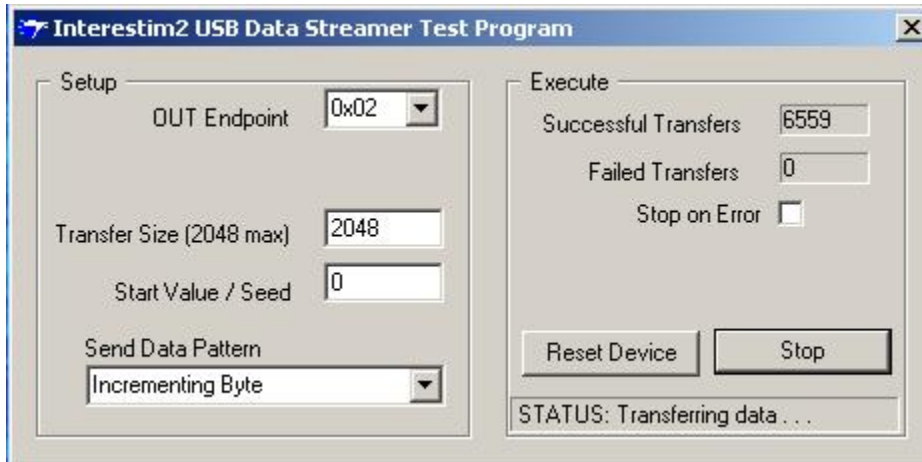 Interestim2 USB Data Streamer Test Program
Setup
OUT Endpoint 0x02
Transfer Size (2048 max) 2048
Start Value / Seed 0
Send Data Pattern
Incrementing Byte
Execute
Successful Transfers 6559
Failed Transfers 0
Stop on Error
Reset Device Stop
STATUS: Transferring data . . .